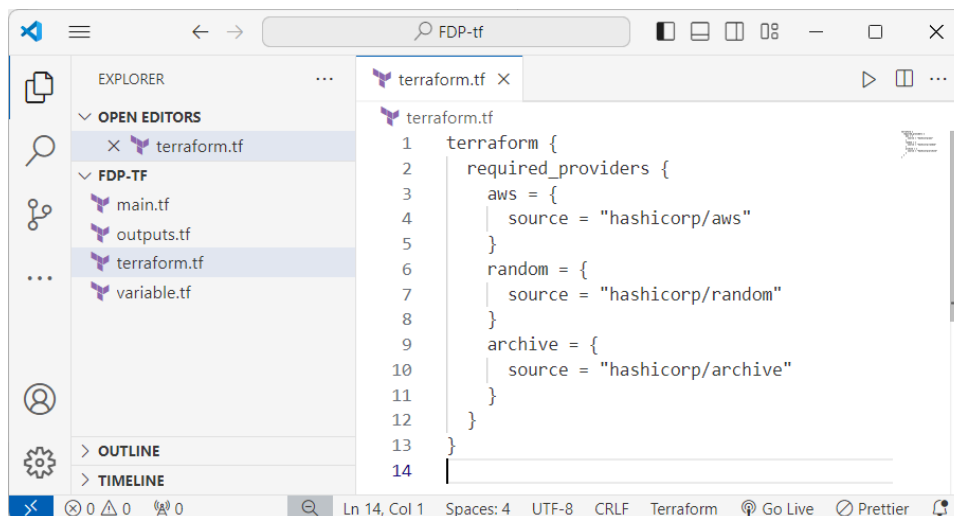 FDP-tf
EXPLORER ...
OPEN EDITORS
terraform.tf
FDP-TF
main.tf
outputs.tf
terraform.tf
variable.tf
OUTLINE
TIMELINE
terraform.tf
terraform.tf
1 terraform {
2   required_providers {
3     aws = {
4       source = "hashicorp/aws"
5     }
6     random = {
7       source = "hashicorp/random"
8     }
9     archive = {
10       source = "hashicorp/archive"
11     }
12   }
13 }
14
0 0 0 Ln 14, Col 1 Spaces: 4 UTF-8 CRLF Terraform Go Live Prettier